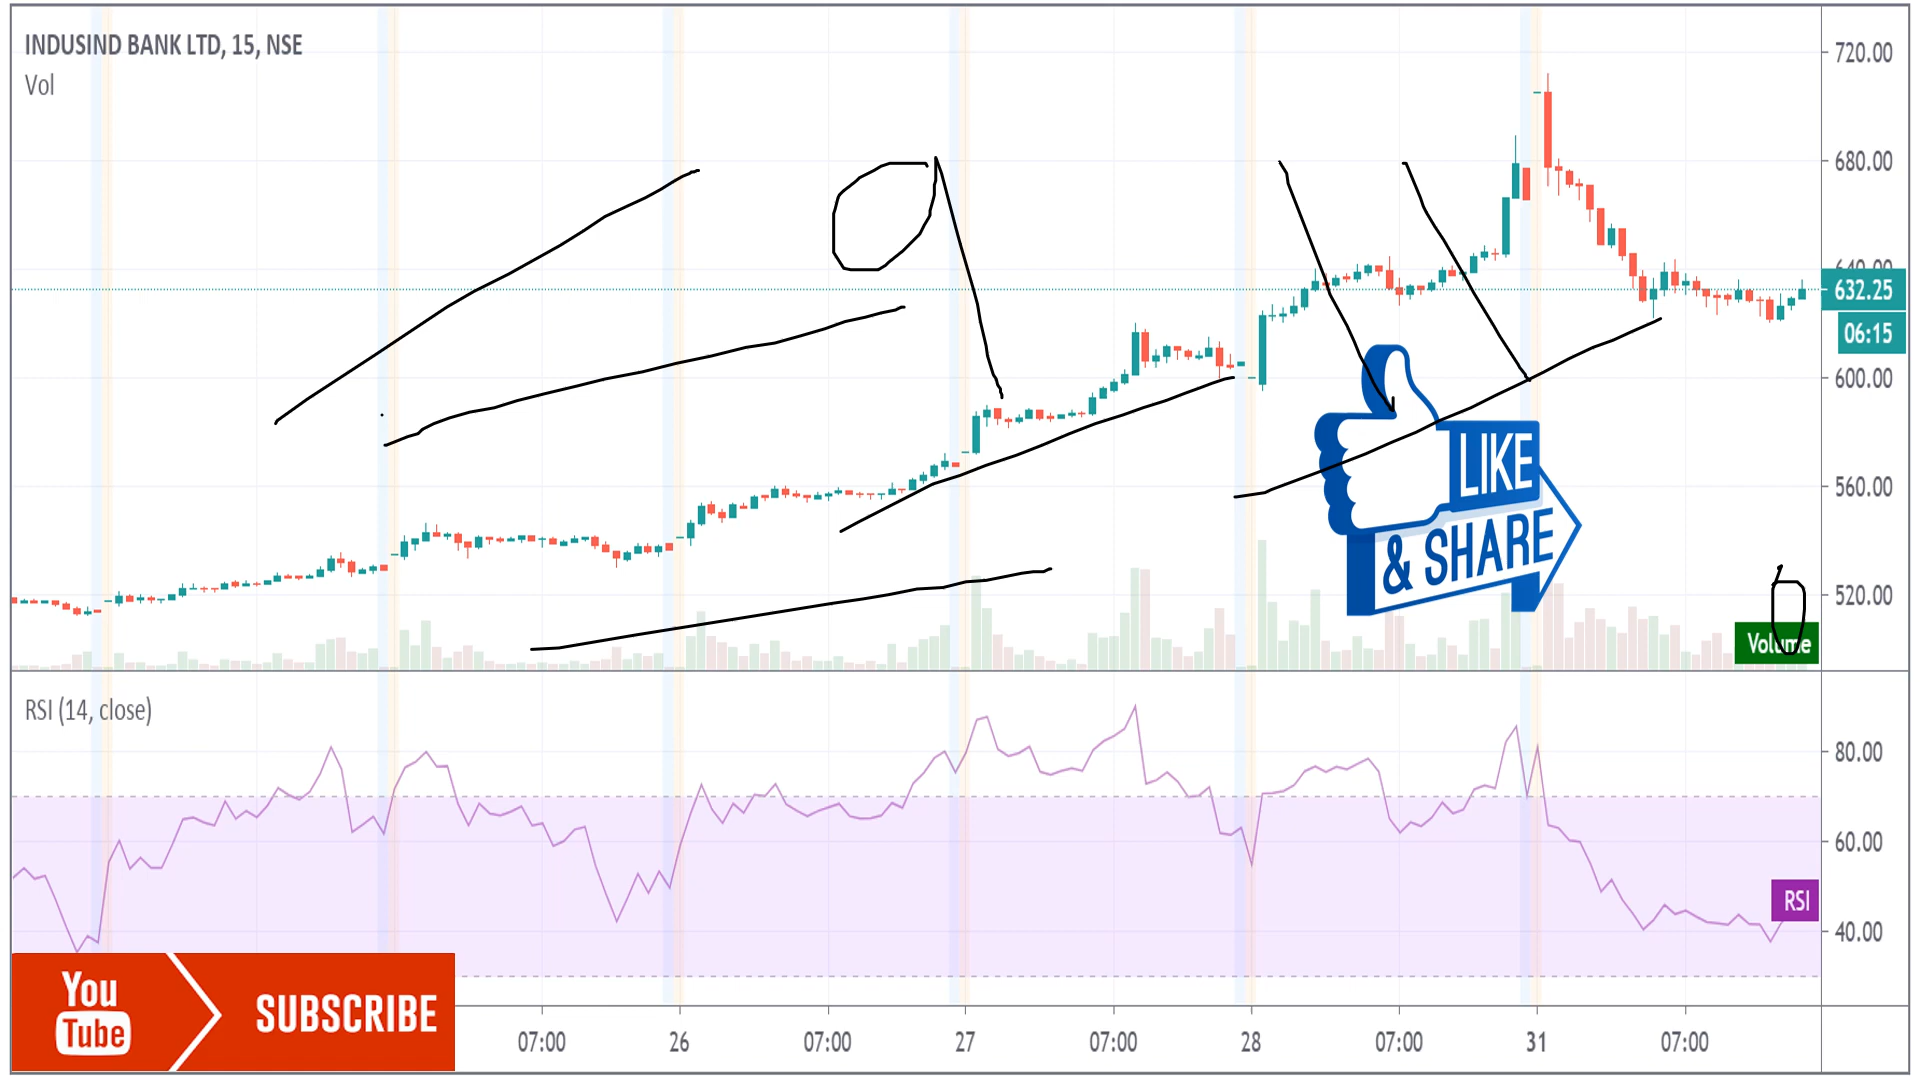 INDUSIND BANK LTD, 15, NSE
Vol
720.00
680.00
640.00
632.25
06:15
600.00
560.00
520.00
LIKE
& SHARE
Volume
RSI (14, close)
80.00
60.00
RSI
40.00
You
Tube
SUBSCRIBE
07:00 26 07:00 27 07:00 28 07:00 31 07:00